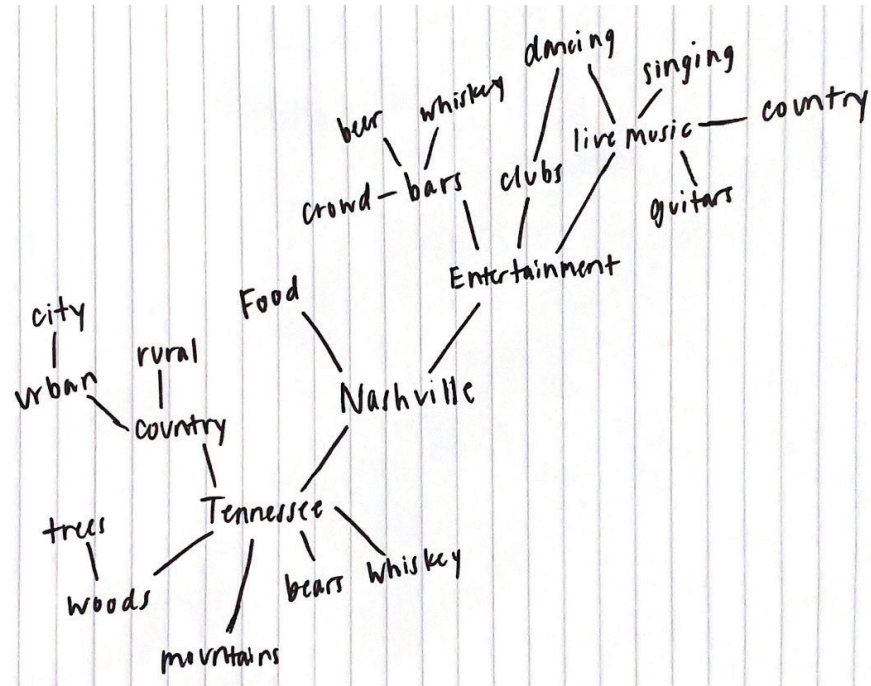 dancing
singing
beer
whiskey
live music
country
crowd
bars
clubs
guitars
Entertainment
Food
city
rural
urban
Nashville
country
Tennessee
trees
whiskey
bears
woods
mountains